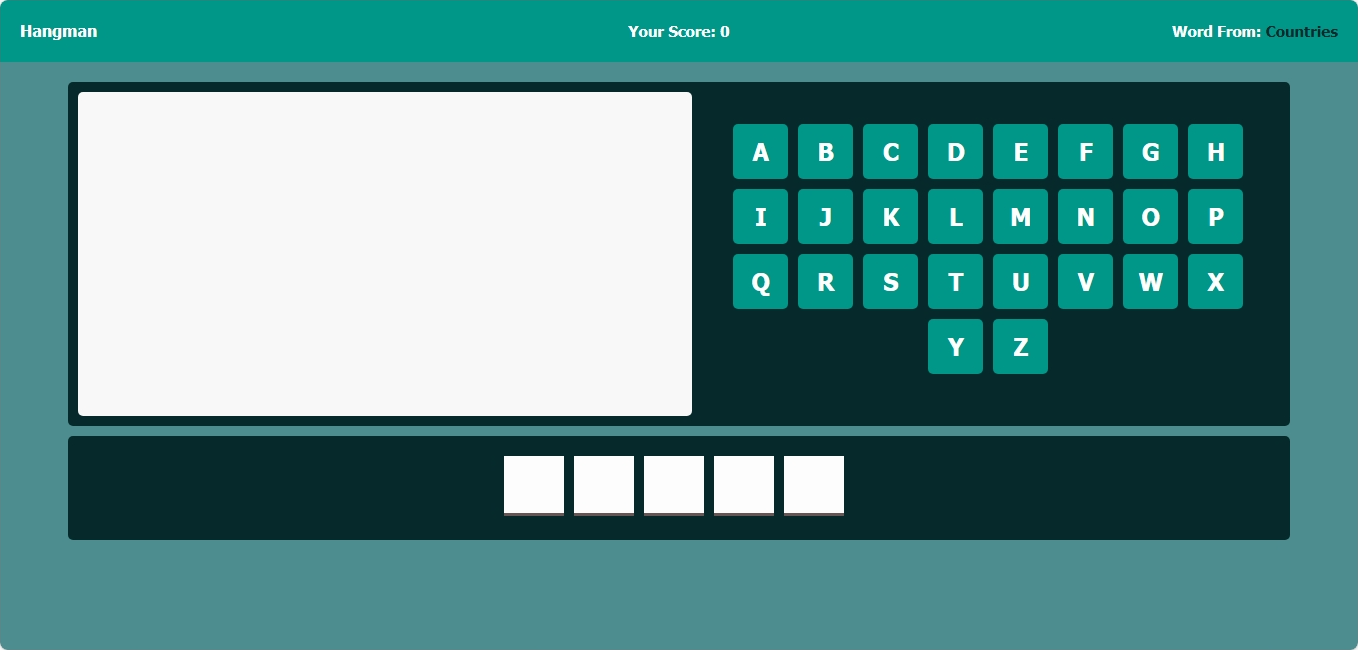 Hangman
Your Score: 0
Word From: Countries
A B C D E F G H
I J K L M N O P
Q R S T U V W X
Y Z